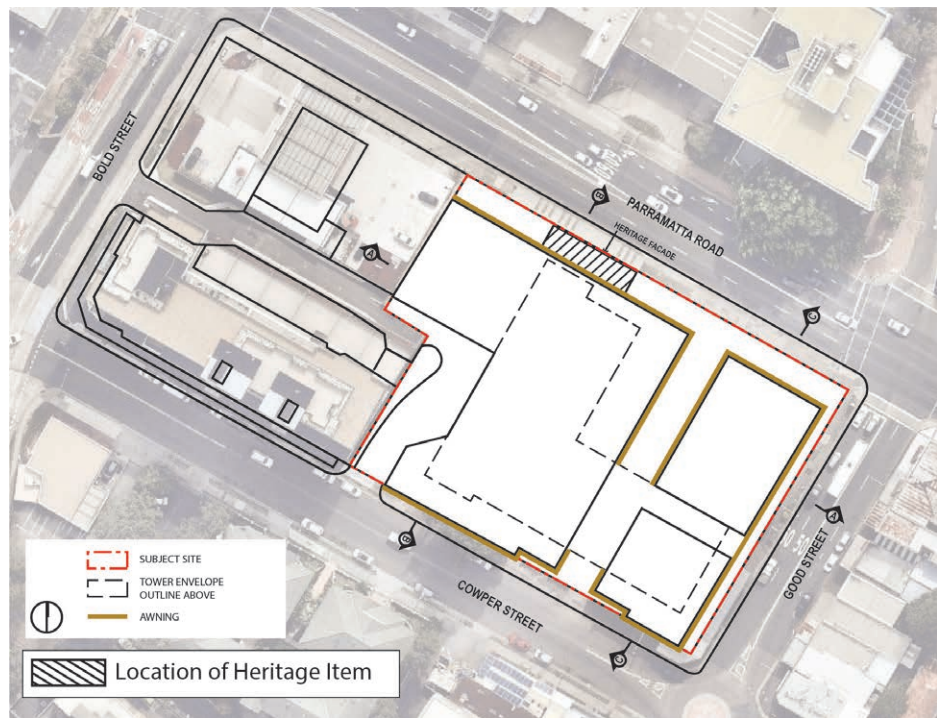 BOLD STREET
B
PARRAMATTA ROAD
HERITAGE FACADE
A
C
A
GOOD STREET
B
COWPER STREET
C
SUBJECT SITE
TOWER ENVELOPE
OUTLINE ABOVE
AWNING
Location of Heritage Item